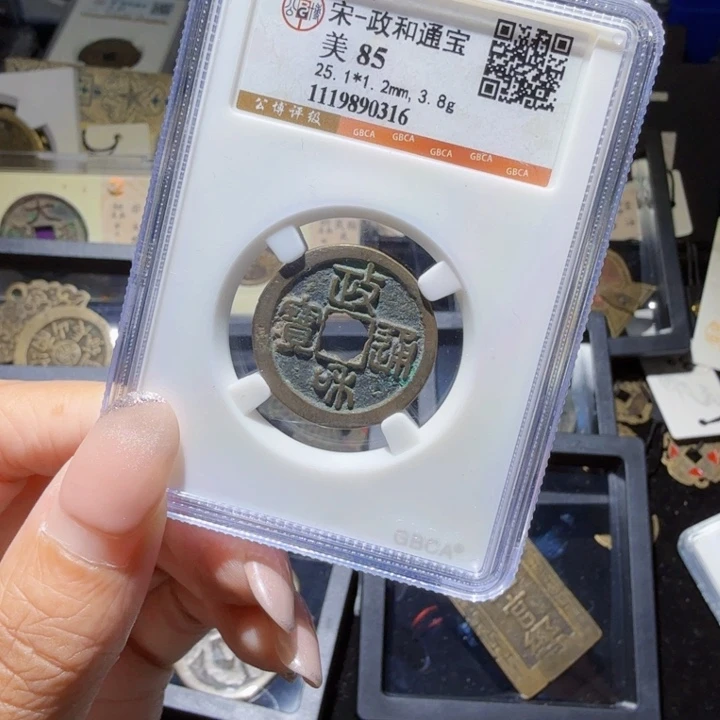 宋-政和通宝
美 85
25.1*1.2mm, 3.8g
1119890316
公博评级
GBCA GBCA GBCA GBCA GBCA
政
寶 通
和
GBCA®
大